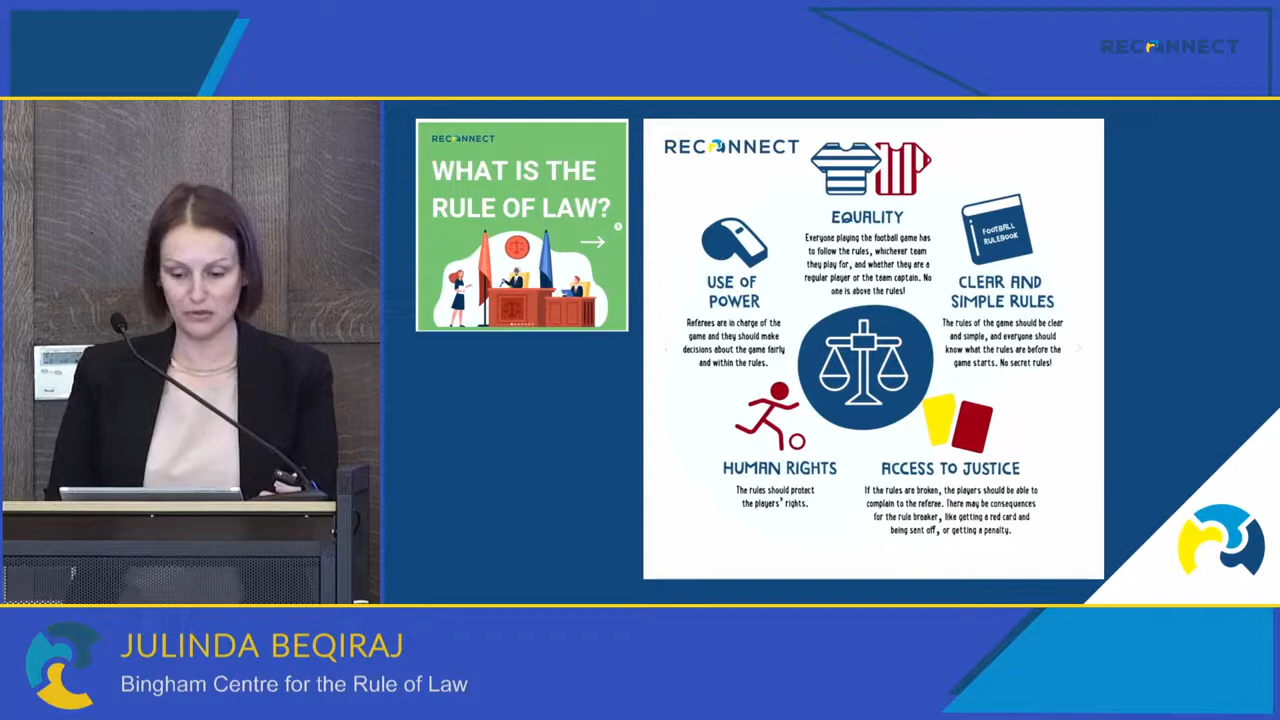 RECONNECT
RECONNECT
WHAT IS THE
RULE OF LAW?
RECONNECT
EQUALITY
Everyone playing the football game has
to follow the rules, whichever team
they play for, and whether they are a
regular player or the team captain. No
one is above the rules!
USE OF
POWER
Referees are in charge of the
game and they should make
decisions about the game fairly
and within the rules.
FOOTBALL
RULEBOOK
CLEAR AND
SIMPLE RULES
The rules of the game should be clear
and simple, and everyone should
know what the rules are before the
game starts. No secret rules!
HUMAN RIGHTS
The rules should protect
the players' rights.
ACCESS TO JUSTICE
If the rules are broken, the players should be able to
complain to the referee. There may be consequences
for the rule breaker, like getting a red card and
being sent off, or getting a penalty.
JULINDA BEQIRAJ
Bingham Centre for the Rule of Law